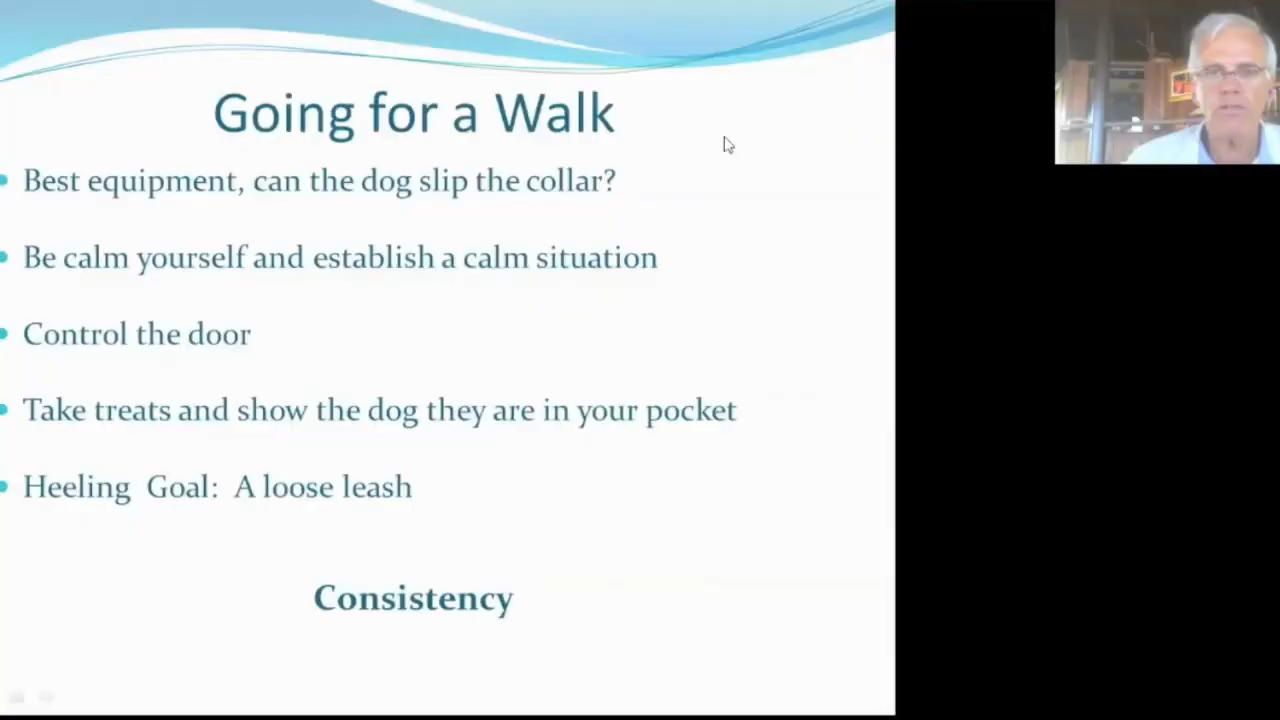 Going for a Walk
Best equipment, can the dog slip the collar?
Be calm yourself and establish a calm situation
Control the door
Take treats and show the dog they are in your pocket
Heeling  Goal:  A loose leash
Consistency